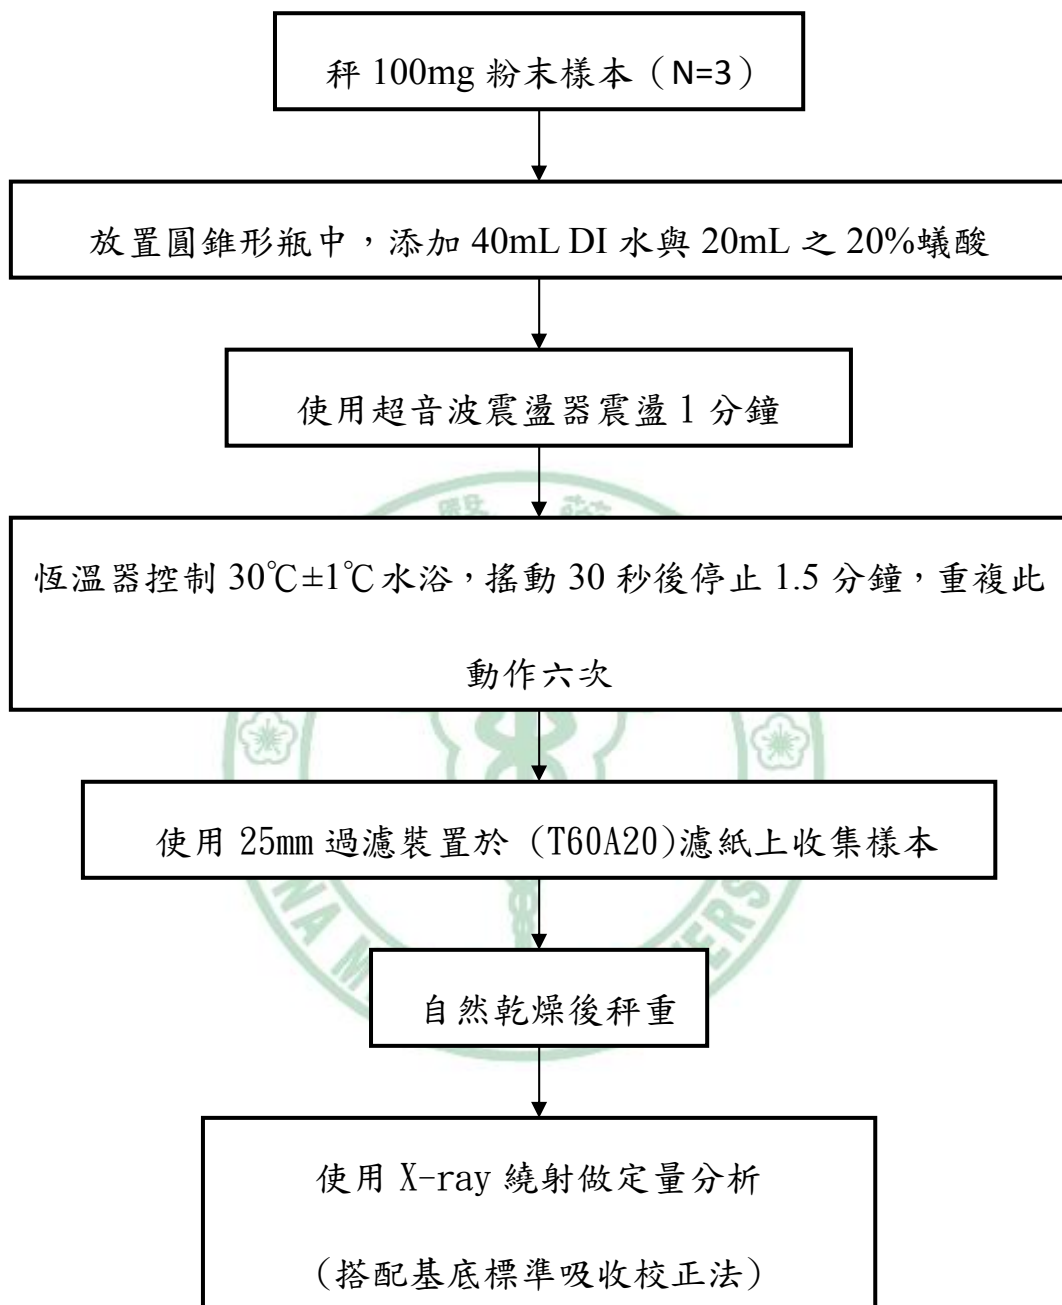 秤 100mg 粉末樣本（N=3）
放置圓錐形瓶中，添加 40mL DI 水與 20mL 之 20%蟻酸
使用超音波震盪器震盪 1 分鐘
恆溫器控制 30℃±1℃水浴，搖動 30 秒後停止 1.5 分鐘，重複此
動作六次
使用 25mm 過濾裝置於 (T60A20)濾紙上收集樣本
自然乾燥後秤重
使用 X-ray 繞射做定量分析
(搭配基底標準吸收校正法)